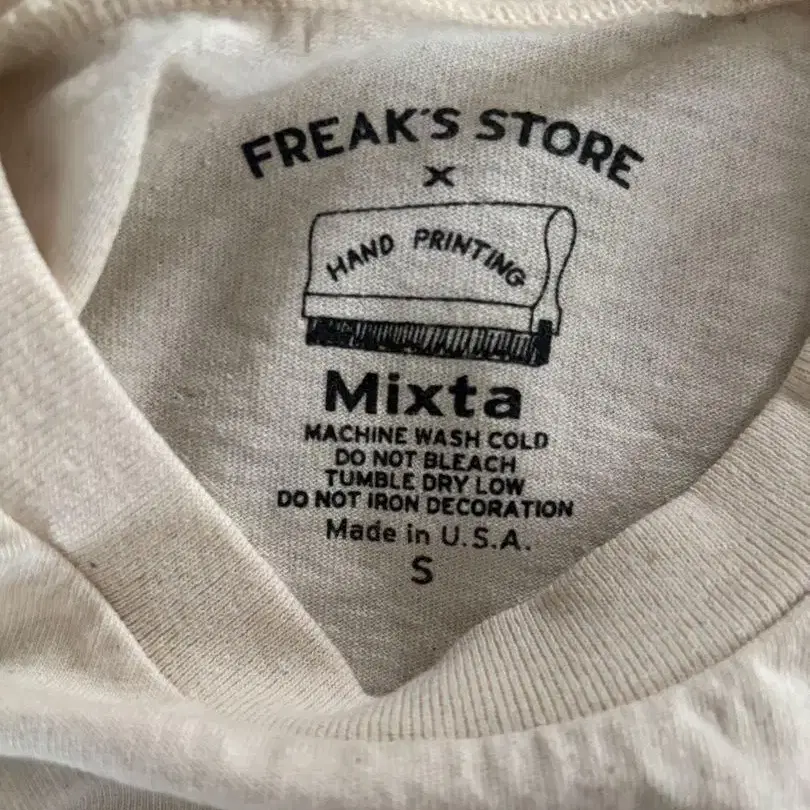 FREAK'S STORE
X
HAND PRINTING
Mixta
MACHINE WASH COLD
DO NOT BLEACH
TUMBLE DRY LOW
DO NOT IRON DECORATION
Made in U.S.A.
S